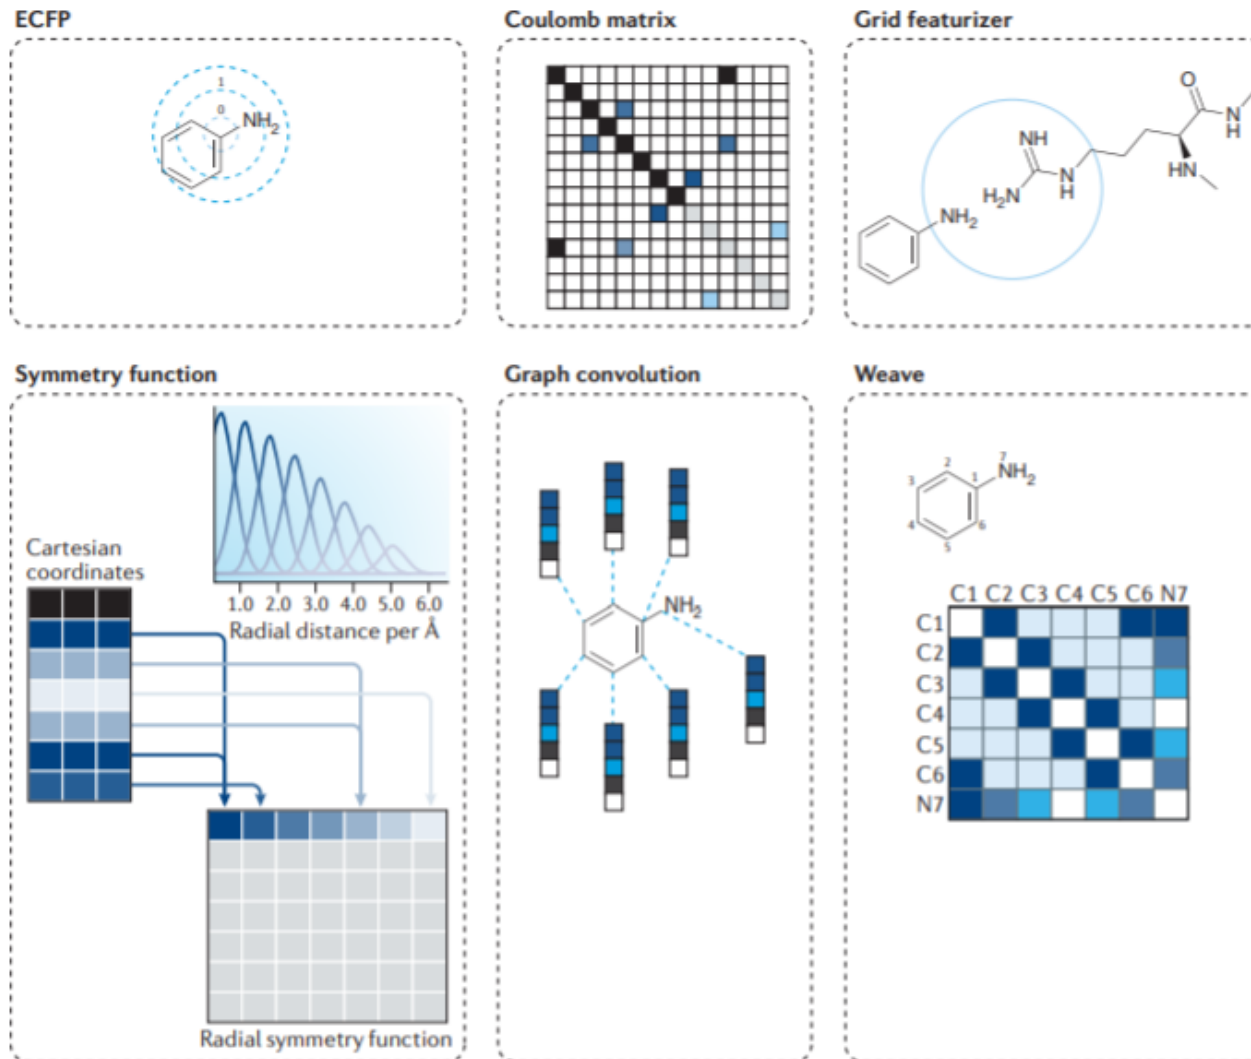 ECFP
1
0
NH2
Coulomb matrix
Grid featurizer
O
NH
N
H
H2N
N
H
HN
NH2
Symmetry function
Cartesian
coordinates
1.0 2.0 3.0 4.0 5.0 6.0
Radial distance per Å
Radial symmetry function
Graph convolution
NH2
Weave
7
2
1
NH2
3
4
6
5
C1 C2 C3 C4 C5 C6 N7
C1
C2
C3
C4
C5
C6
N7